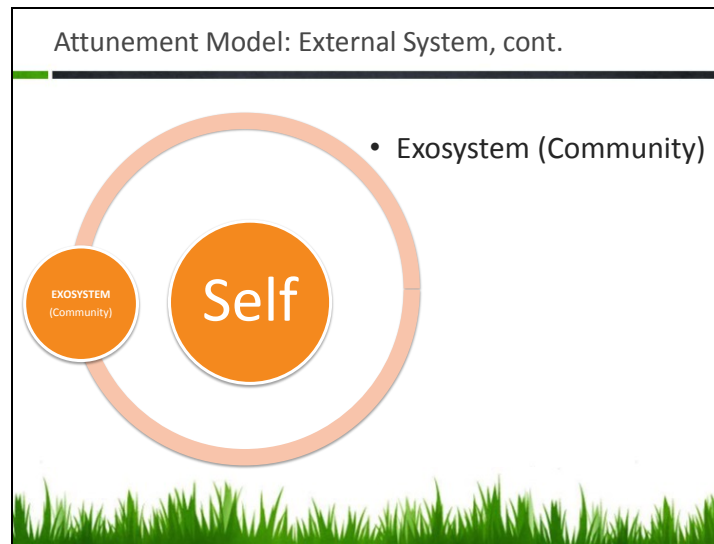 Attunement Model: External System, cont.
• Exosystem (Community)
EXOSYSTEM
(Community)
Self